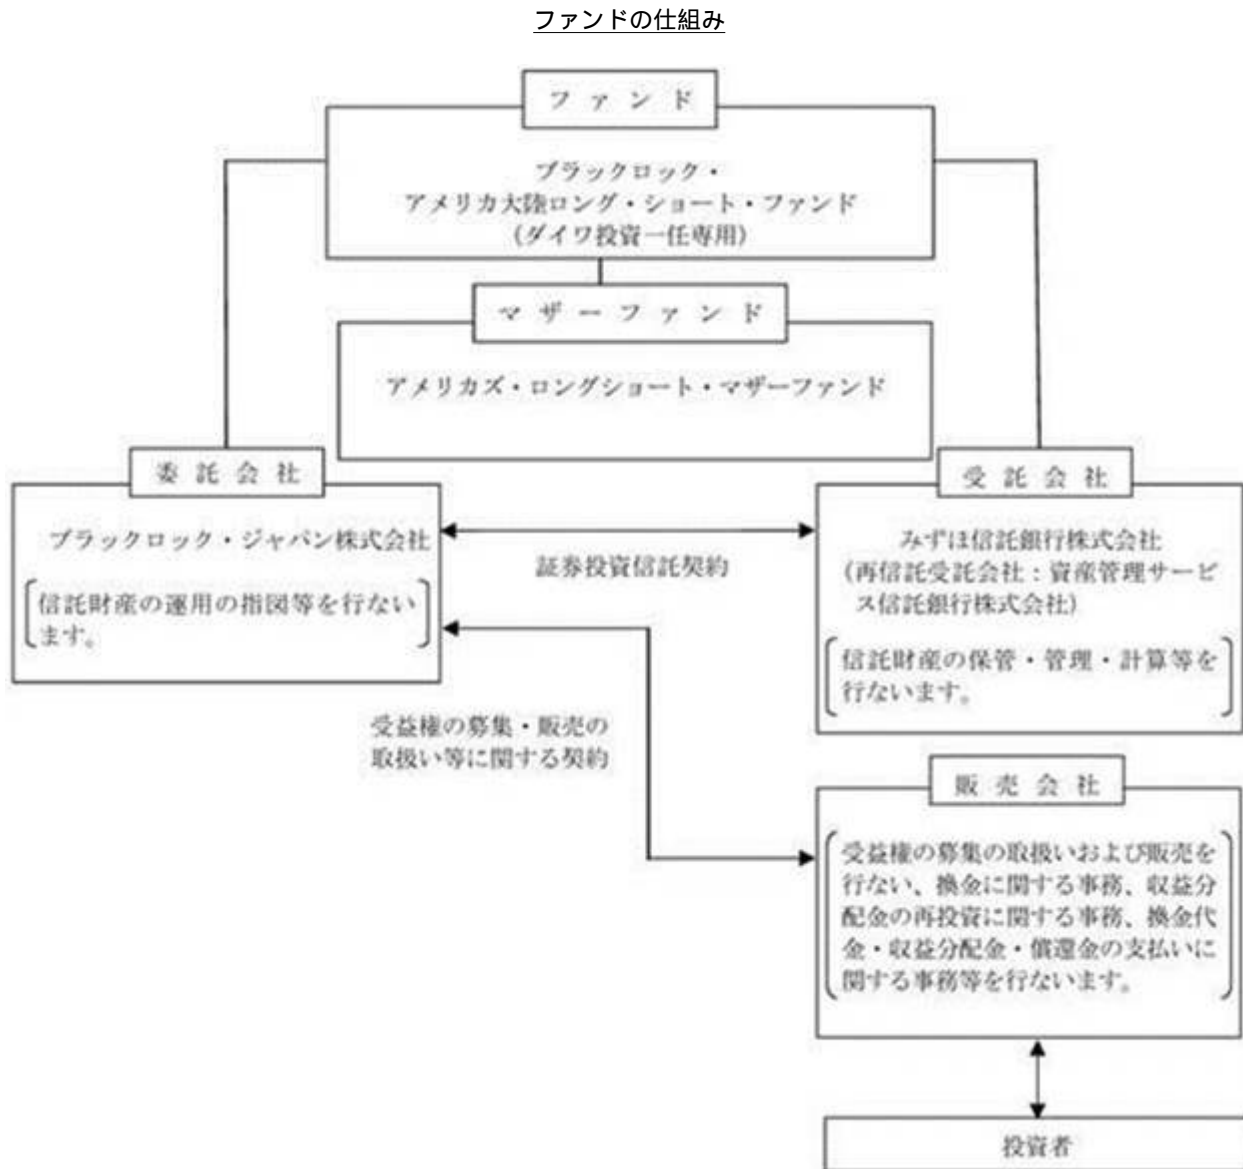 ファンドの仕組み
ファンド
ブラックロック・
アメリカ大陸ロング・ショート・ファンド
(ダイワ投資一任専用)
マザーファンド
アメリカズ・ロングショート・マザーファンド
委託会社
ブラックロック・ジャパン株式会社
信託財産の運用の指図等を行ない
ます。
証券投資信託契約
受託会社
みずほ信託銀行株式会社
(再信託受託会社:資産管理サービ
ス信託銀行株式会社)
信託財産の保管・管理・計算等を
行ないます。
受益権の募集・販売の
取扱い等に関する契約
販売会社
受益権の募集の取扱いおよび販売を
行ない、換金に関する事務、収益分
配金の再投資に関する事務、換金代
金・収益分配金・償還金の支払いに
関する事務等を行ないます。
投資者